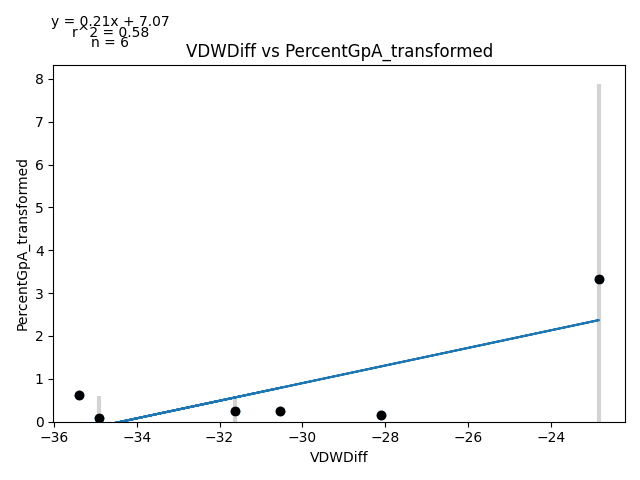 y = 0.21x + 7.07
r^2 = 0.58
n = 6
VDWDiff vs PercentGpA_transformed
8
7
6
5
4
3
2
1
0
PercentGpA_transformed
−36 −34 −32 −30 −28 −26 −24
VDWDiff